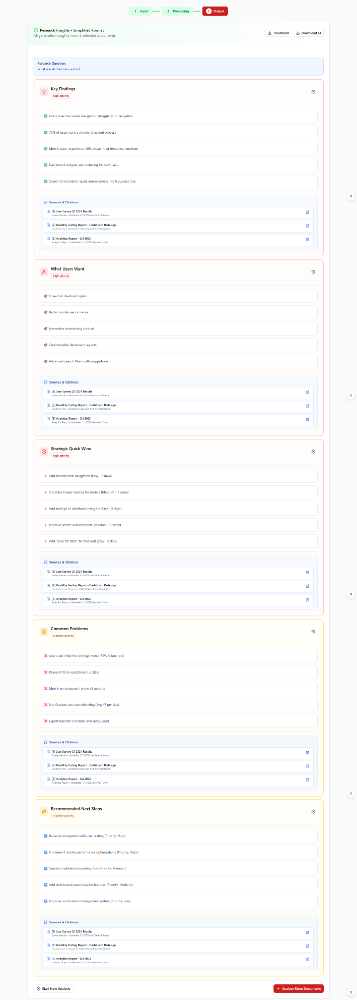 1 Input
2 Processing
3 Output
Research Insights - Simplified Format
AI-generated insights from 3 selected documents
Download
Download as
Research Question:
What are all the main points?
Key Findings
high priority
✅ Users love the overall design but struggle with navigation
✅ 73% of users want a simpler checkout process
✅ Mobile users experience 40% slower load times than desktop
✅ Dashboard widgets are confusing for new users
✅ Search functionality needs improvement - 45% success rate
Sources & Citations
[1] User Survey Q1 2024 Results
Survey Results • Uploaded 3/15/2024 by Sarah Johnson
[2] Usability Testing Report - Dashboard Redesign
Usability Test • Uploaded 3/20/2024 by Emily Rodriguez
[3] Analytics Report - Q4 2023
Analytics Report • Uploaded 1/15/2024 by Alex Turner
?
What Users Want
high priority
🎯 One-click checkout option
🎯 Better mobile performance
🎯 Interactive onboarding tutorial
🎯 Customizable dashboard layouts
🎯 Advanced search filters with suggestions
Sources & Citations
[1] User Survey Q1 2024 Results
Survey Results • Uploaded 3/15/2024 by Sarah Johnson
[2] Usability Testing Report - Dashboard Redesign
Usability Test • Uploaded 3/20/2024 by Emily Rodriguez
[3] Analytics Report - Q4 2023
Analytics Report • Uploaded 1/15/2024 by Alex Turner
?
Strategic Quick Wins
high priority
⚡ Add breadcrumb navigation (Easy - 2 days)
⚡ Optimize image loading for mobile (Medium - 1 week)
⚡ Add tooltips to dashboard widgets (Easy - 3 days)
⚡ Improve search autocomplete (Medium - 1 week)
⚡ Add "Save for later" to checkout (Easy - 2 days)
Sources & Citations
[1] User Survey Q1 2024 Results
Survey Results • Uploaded 3/15/2024 by Sarah Johnson
[2] Usability Testing Report - Dashboard Redesign
Usability Test • Uploaded 3/20/2024 by Emily Rodriguez
[3] Analytics Report - Q4 2023
Analytics Report • Uploaded 1/15/2024 by Alex Turner
?
Common Problems
medium priority
❌ Users can't find the settings menu (65% failure rate)
❌ Payment form validation is unclear
❌ Mobile menu doesn't show all options
❌ Notifications are overwhelming (avg 47 per day)
❌ Export function is hidden and rarely used
Sources & Citations
[1] User Survey Q1 2024 Results
Survey Results • Uploaded 3/15/2024 by Sarah Johnson
[2] Usability Testing Report - Dashboard Redesign
Usability Test • Uploaded 3/20/2024 by Emily Rodriguez
[3] Analytics Report - Q4 2023
Analytics Report • Uploaded 1/15/2024 by Alex Turner
?
Recommended Next Steps
medium priority
1 Redesign navigation with user testing (Priority: High)
2 Implement mobile performance optimizations (Priority: High)
3 Create simplified onboarding flow (Priority: Medium)
4 Add dashboard customization features (Priority: Medium)
5 Improve notification management system (Priority: Low)
Sources & Citations
[1] User Survey Q1 2024 Results
Survey Results • Uploaded 3/15/2024 by Sarah Johnson
[2] Usability Testing Report - Dashboard Redesign
Usability Test • Uploaded 3/20/2024 by Emily Rodriguez
[3] Analytics Report - Q4 2023
Analytics Report • Uploaded 1/15/2024 by Alex Turner
Start New Analysis
Analyze More Documents
?